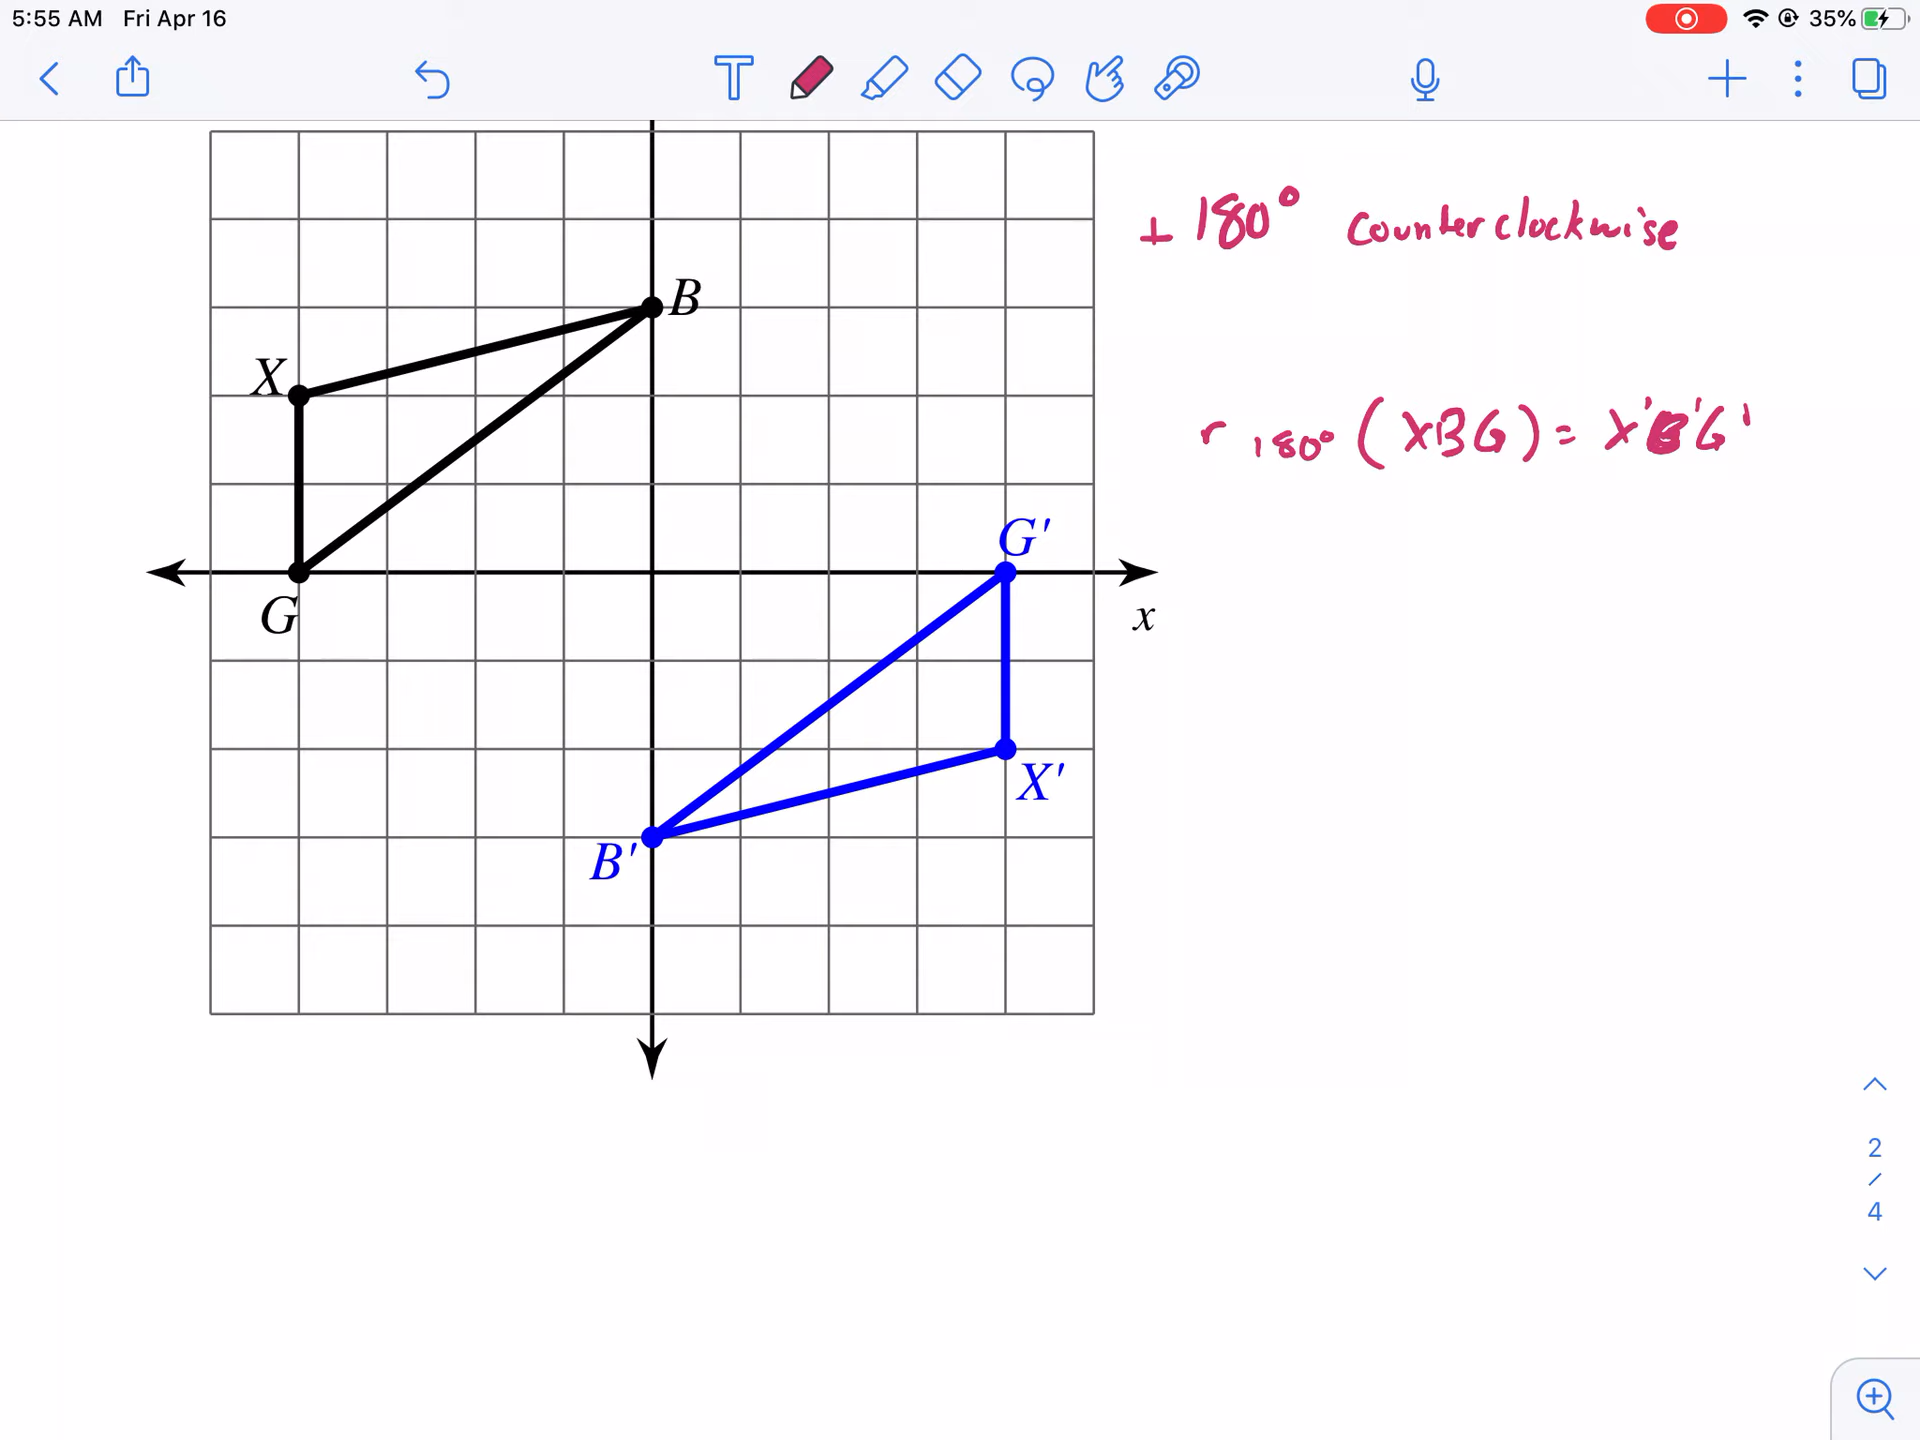 5:55 AM Fri Apr 16
35%
T
+ 180° counterclockwise
B
X
r 180° (XBG) = X'B'G'
G'
G
x
X'
B'
2
/
4